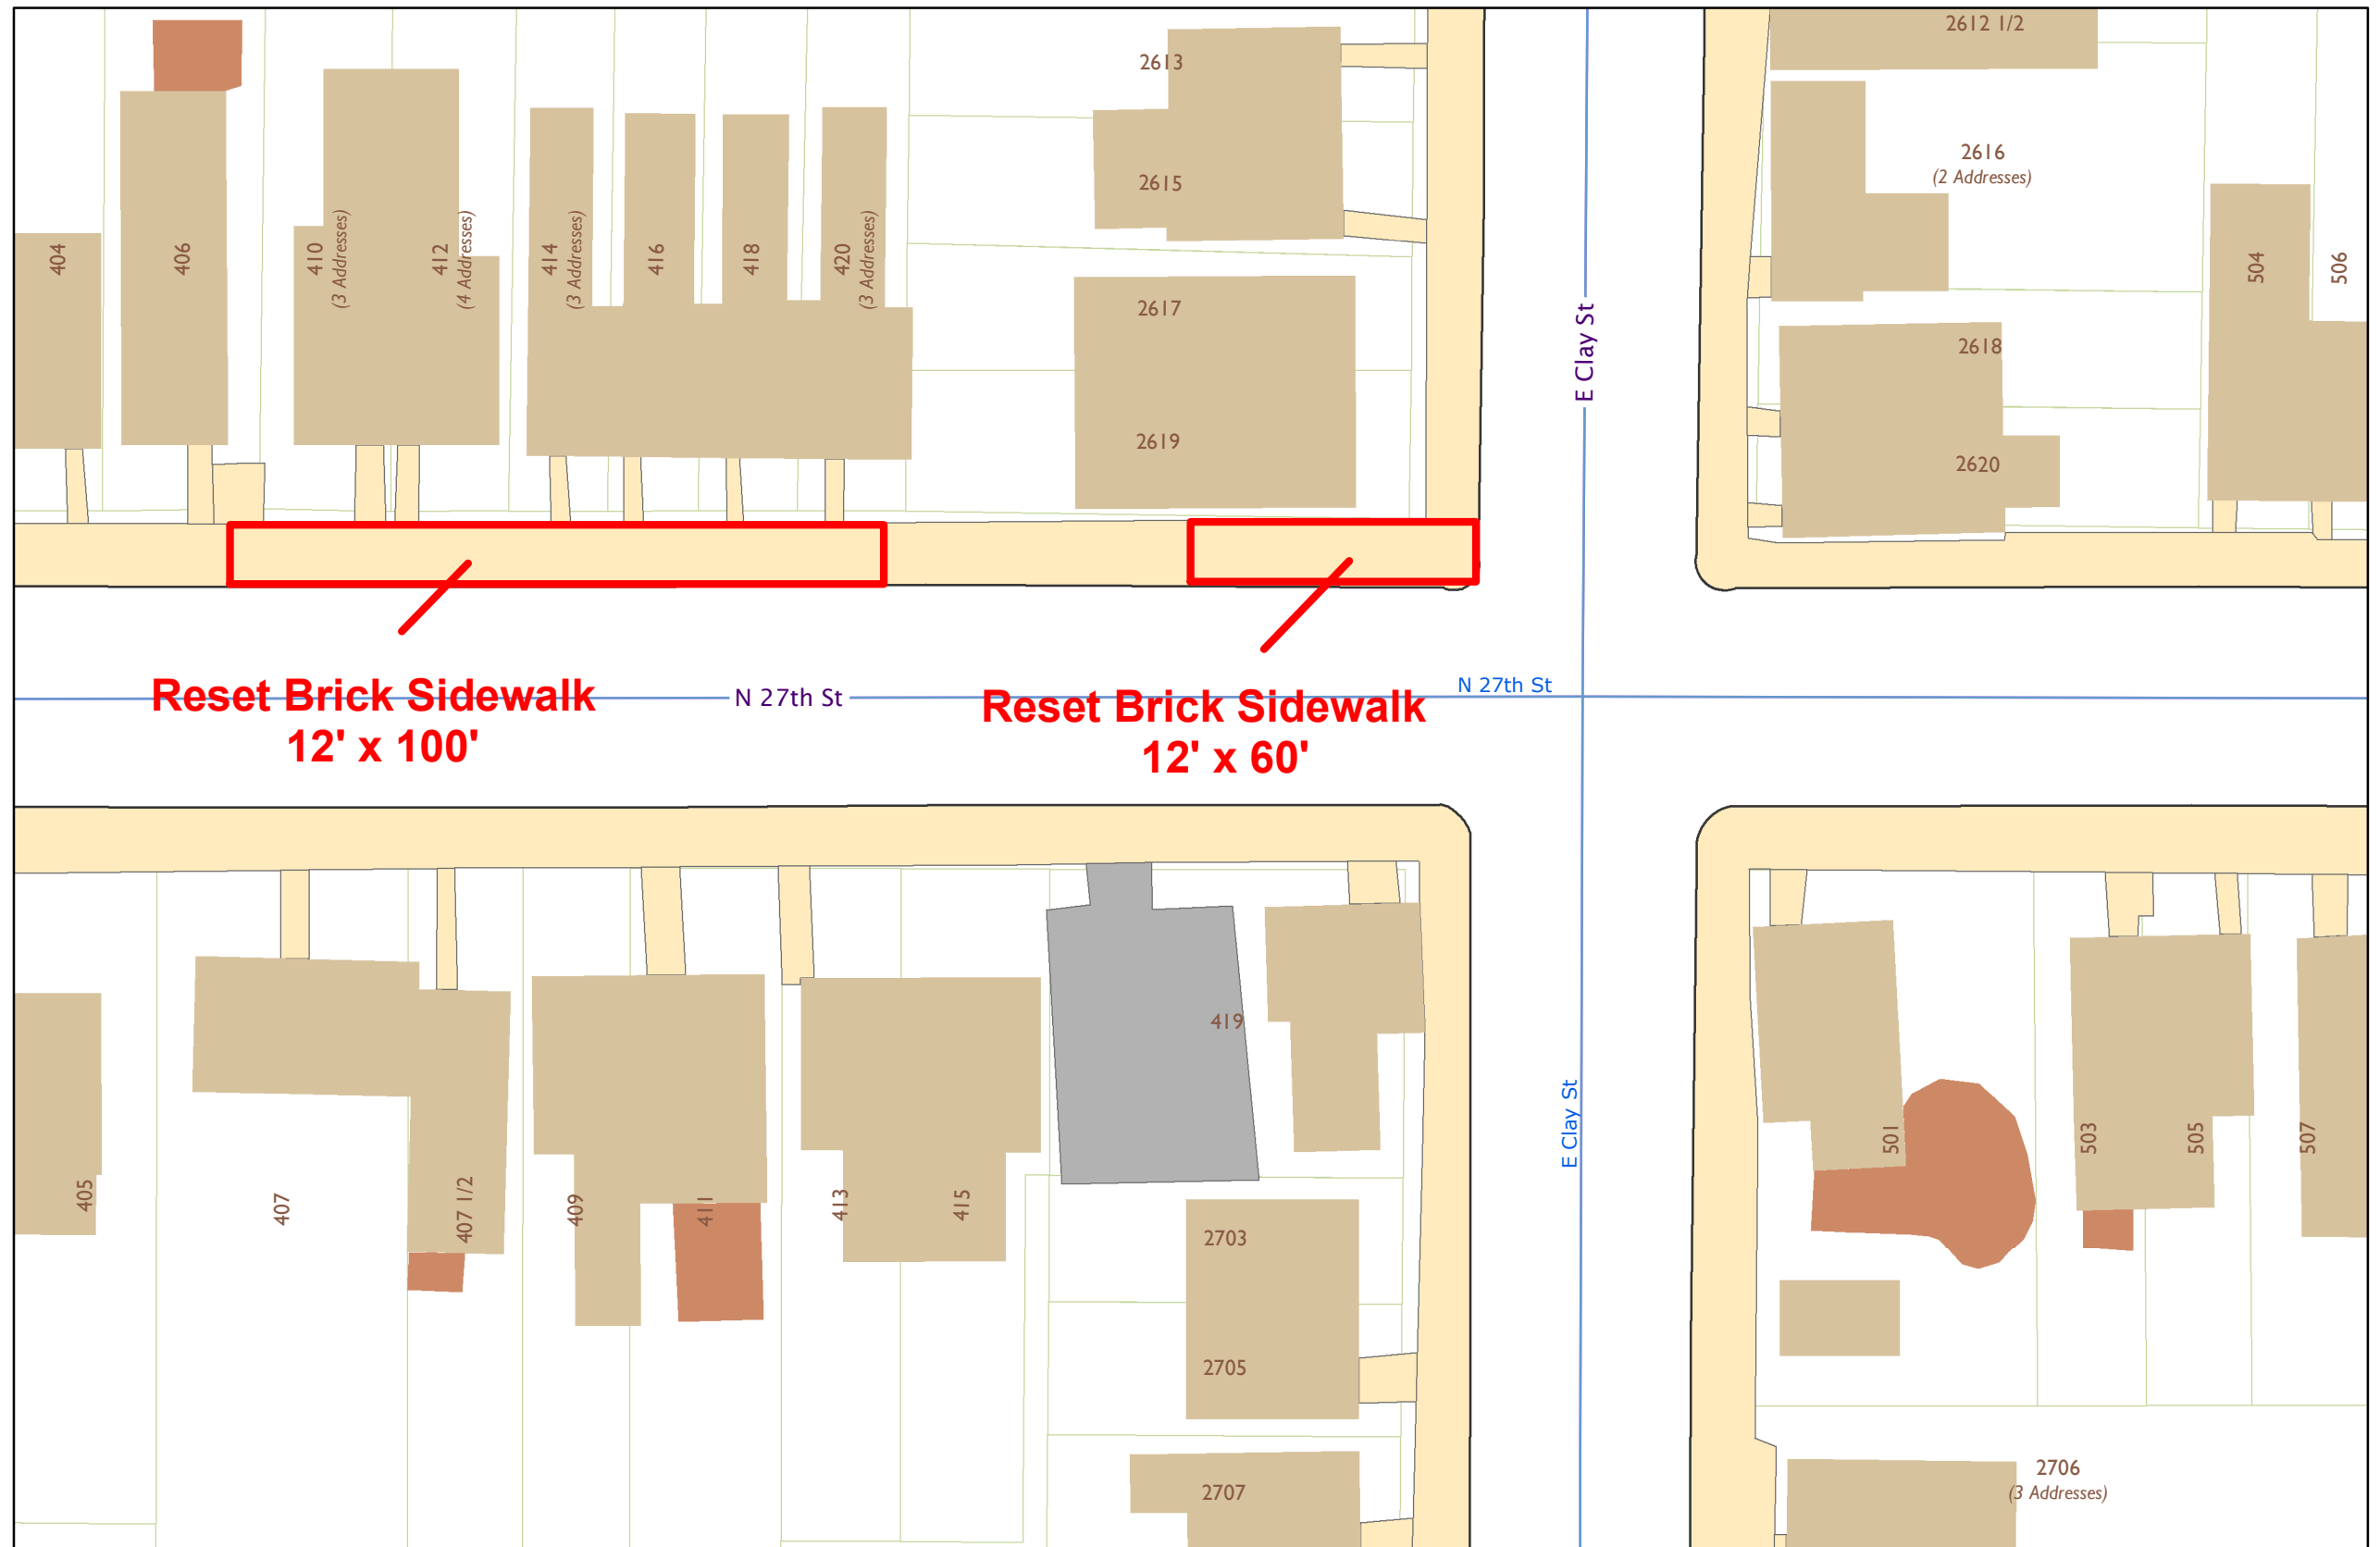 2612 1/2
2613
2616
(2 Addresses)
2615
404
406
410
(3 Addresses)
412
(4 Addresses)
414
(3 Addresses)
416
418
420
(3 Addresses)
504
506
2617
E Clay St
2618
2619
2620
Reset Brick Sidewalk
12' x 100'
N 27th St
Reset Brick Sidewalk
12' x 60'
N 27th St
419
E Clay St
405
407
407 1/2
409
411
413
415
501
503
505
507
2703
2705
2706
(3 Addresses)
2707